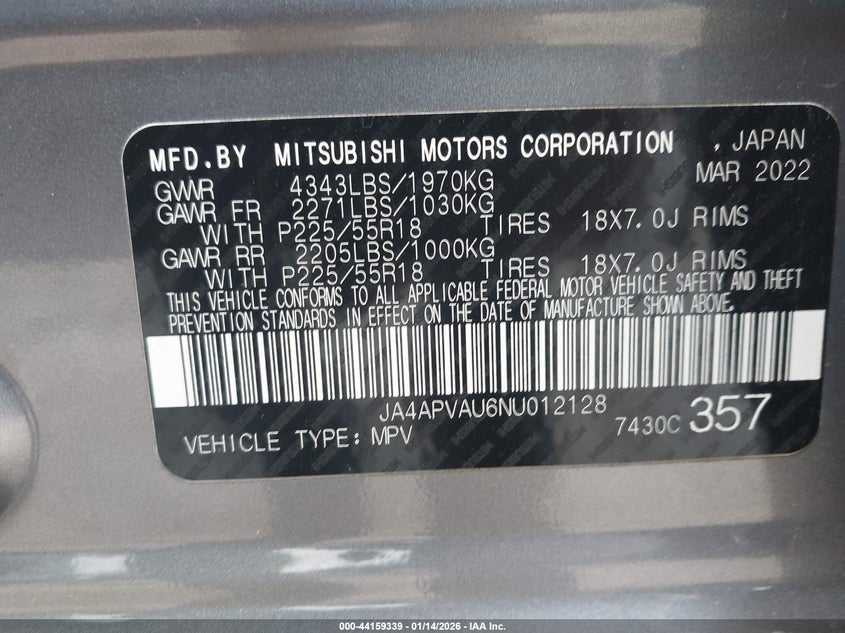 MFD.BY MITSUBISHI MOTORS CORPORATION , JAPAN
GVWR 4343LBS/1970KG MAR 2022
GAWR FR 2271LBS/1030KG
WITH P225/55R18 TIRES 18X7.0J RIMS
GAWR RR 2205LBS/1000KG
WITH P225/55R18 TIRES 18X7.0J RIMS
THIS VEHICLE CONFORMS TO ALL APPLICABLE FEDERAL MOTOR VEHICLE SAFETY AND THEFT
PREVENTION STANDARDS IN EFFECT ON THE DATE OF MANUFACTURE SHOWN ABOVE.
JA4APVAU6NU012128
VEHICLE TYPE: MPV 7430C 357
000-44159339 - 01/14/2026 - IAA Inc.